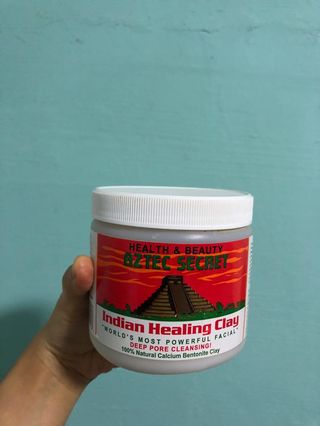 HEALTH & BEAUTY
AZTEC SECRET
Indian Healing Clay
"WORLD'S MOST POWERFUL FACIAL"
DEEP PORE CLEANSING!
100% Natural Calcium Bentonite Clay